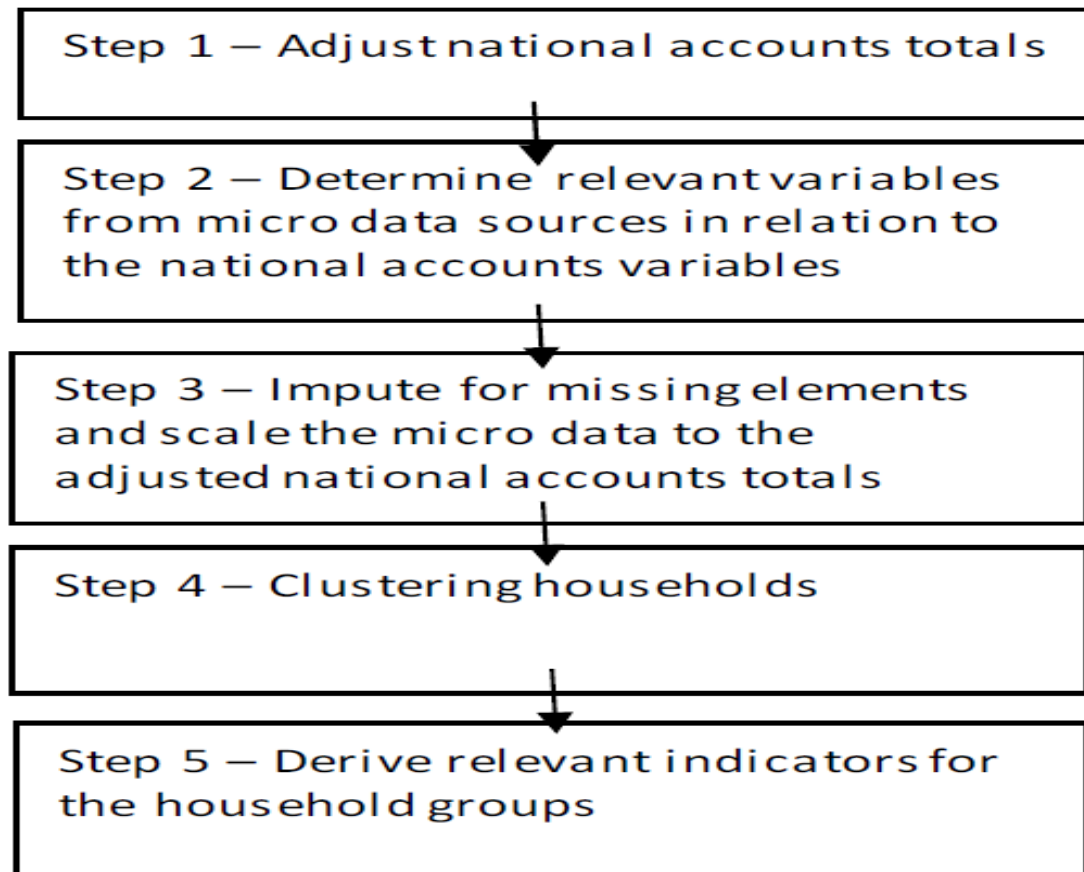 Step 1 – Adjust national accounts totals
Step 2 – Determine relevant variables
from micro data sources in relation to
the national accounts variables
Step 3 – Impute for missing elements
and scale the micro data to the
adjusted national accounts totals
Step 4 – Clustering households
Step 5 – Derive relevant indicators for
the household groups